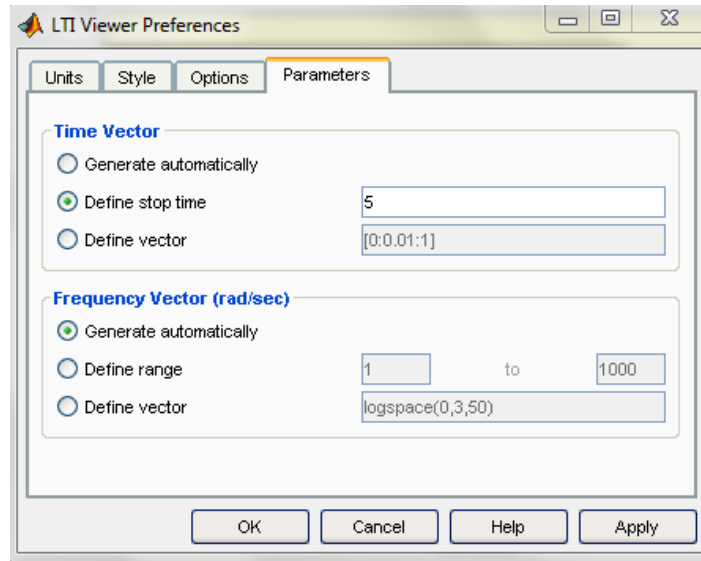 LTI Viewer Preferences
Units Style Options Parameters
Time Vector
Generate automatically
Define stop time 5
Define vector [0:0.01:1]
Frequency Vector (rad/sec)
Generate automatically
Define range 1 to 1000
Define vector logspace(0,3,50)
OK Cancel Help Apply